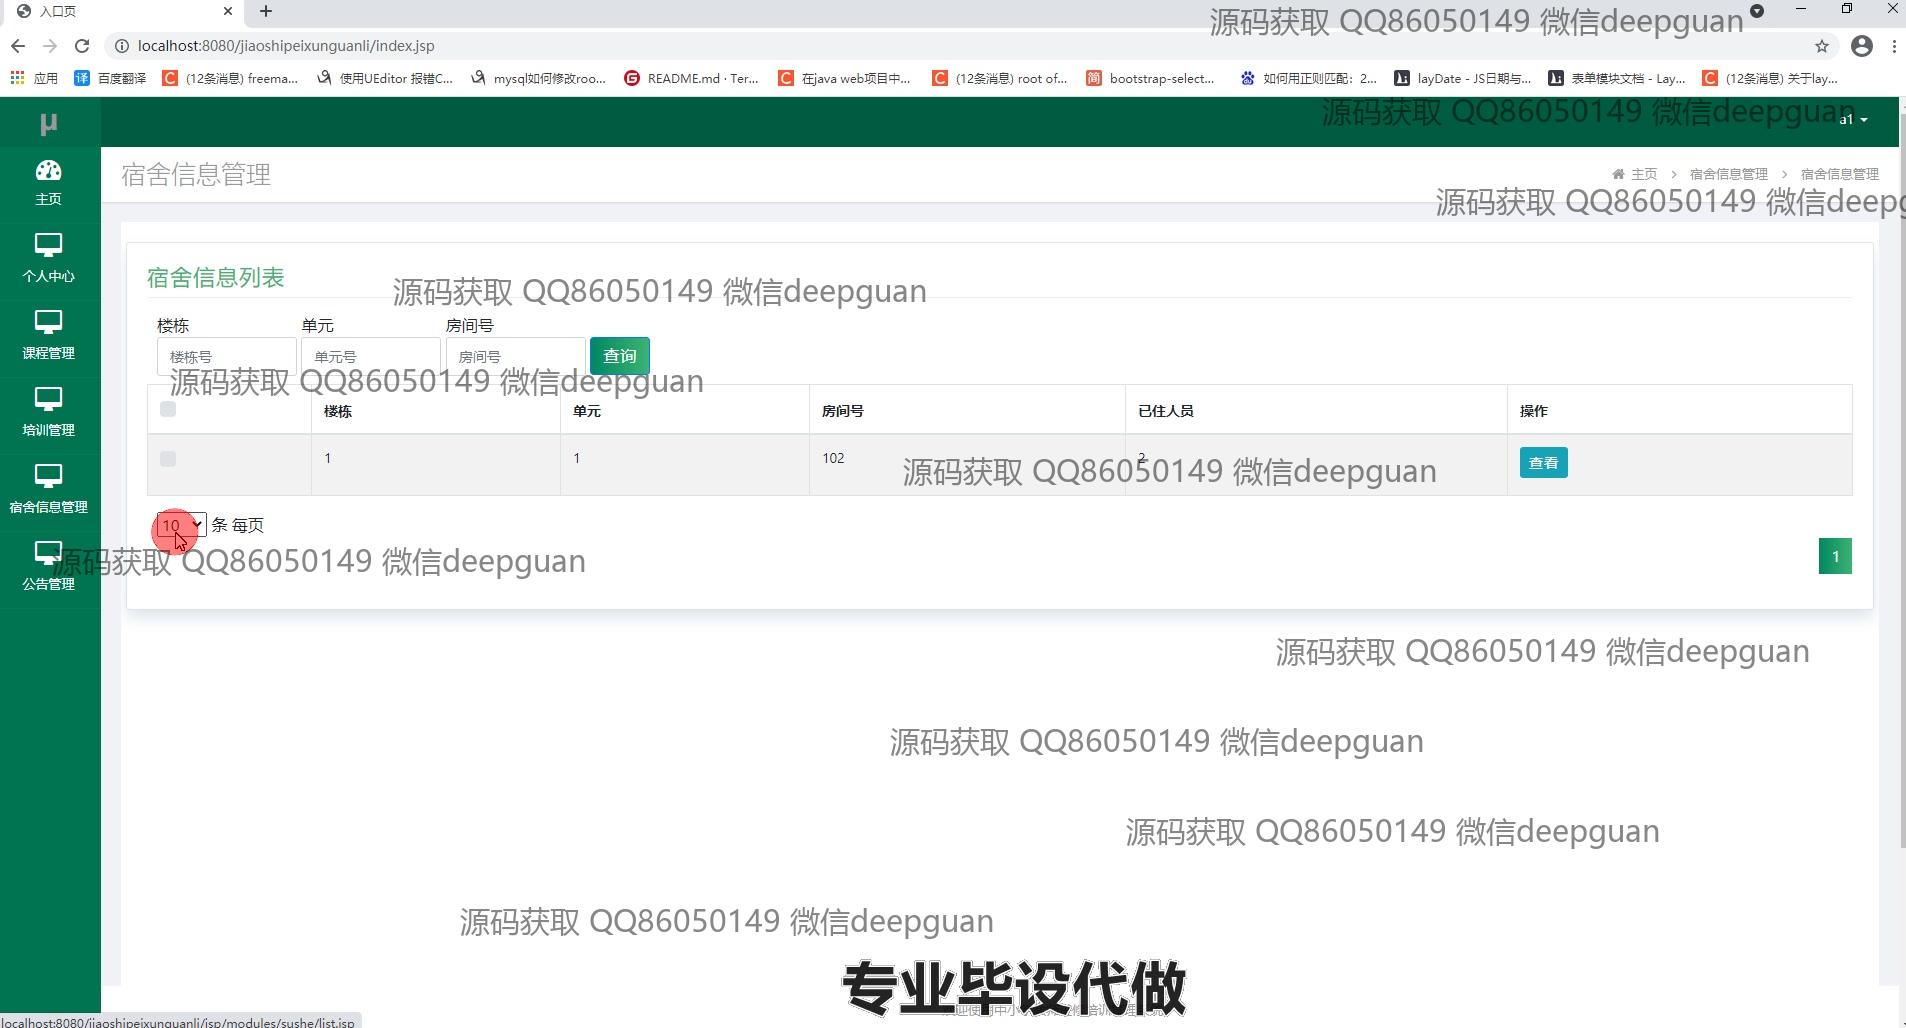 入口页
源码获取 QQ86050149 微信deepguan
localhost:8080/jiaoshipeixunguanli/index.jsp
应用 百度翻译 (12条消息) freema... 使用UEditor 报错C... mysql如何修改roo... README.md · Ter... 在java web项目中... (12条消息) root of... bootstrap-select... 如何用正则匹配：2... layDate - JS日期与... 表单模块文档 - Lay... (12条消息) 关于lay...
μ
源码获取 QQ86050149 微信deepguan
a1
主页
宿舍信息管理
主页 > 宿舍信息管理 > 宿舍信息管理
源码获取 QQ86050149 微信deepg
个人中心
宿舍信息列表
源码获取 QQ86050149 微信deepguan
楼栋 单元 房间号
课程管理
楼栋号 单元号 房间号 查询
源码获取 QQ86050149 微信deepguan
楼栋 单元 房间号 已住人员 操作
培训管理
1 1 102 2 查看
源码获取 QQ86050149 微信deepguan
宿舍信息管理
10 条 每页
源码获取 QQ86050149 微信deepguan
1
公告管理
源码获取 QQ86050149 微信deepguan
源码获取 QQ86050149 微信deepguan
源码获取 QQ86050149 微信deepguan
源码获取 QQ86050149 微信deepguan
专业毕设代做
localhost:8080/jiaoshipeixunguanli/jsp/modules/sushe/list.jsp